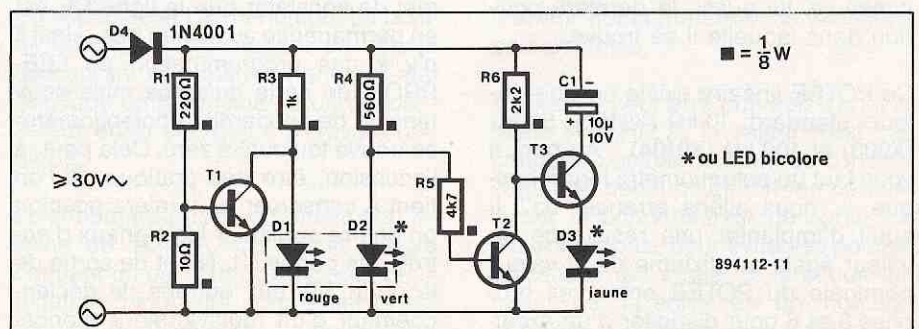 D4
1N4001
R1
220Ω
R3
1k
R4
560Ω
R6
2k2
C1
−
+
10µ
10V
■ = 1/8 W
≥ 30V∿
T1
R2
10Ω
D1
rouge
D2
*
vert
R5
4k7
T2
T3
D3
*
jaune
* ou LED bicolore
894112-11